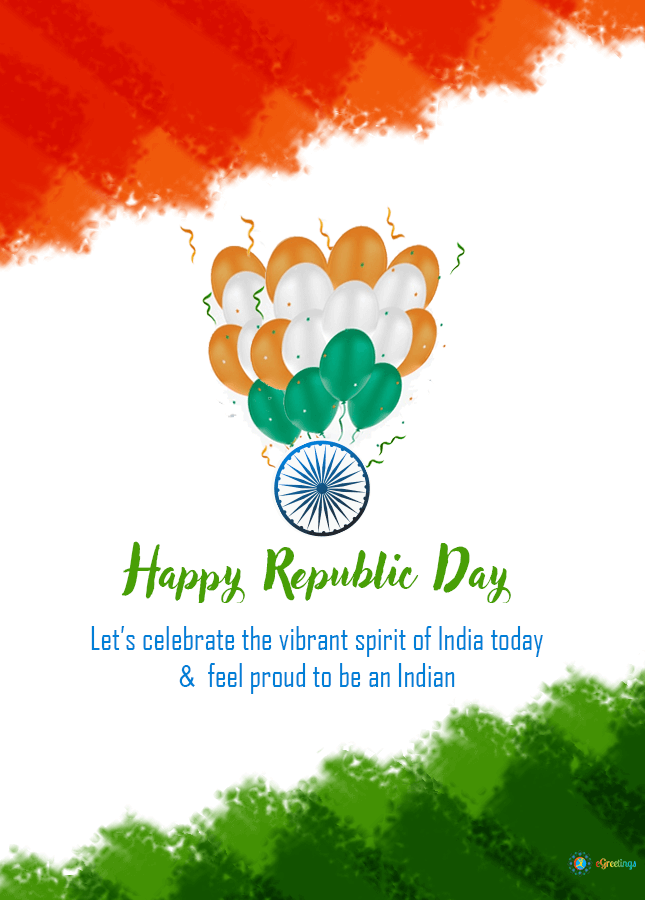 Happy Republic Day
Let's celebrate the vibrant spirit of India today
& feel proud to be an Indian
eGreetings